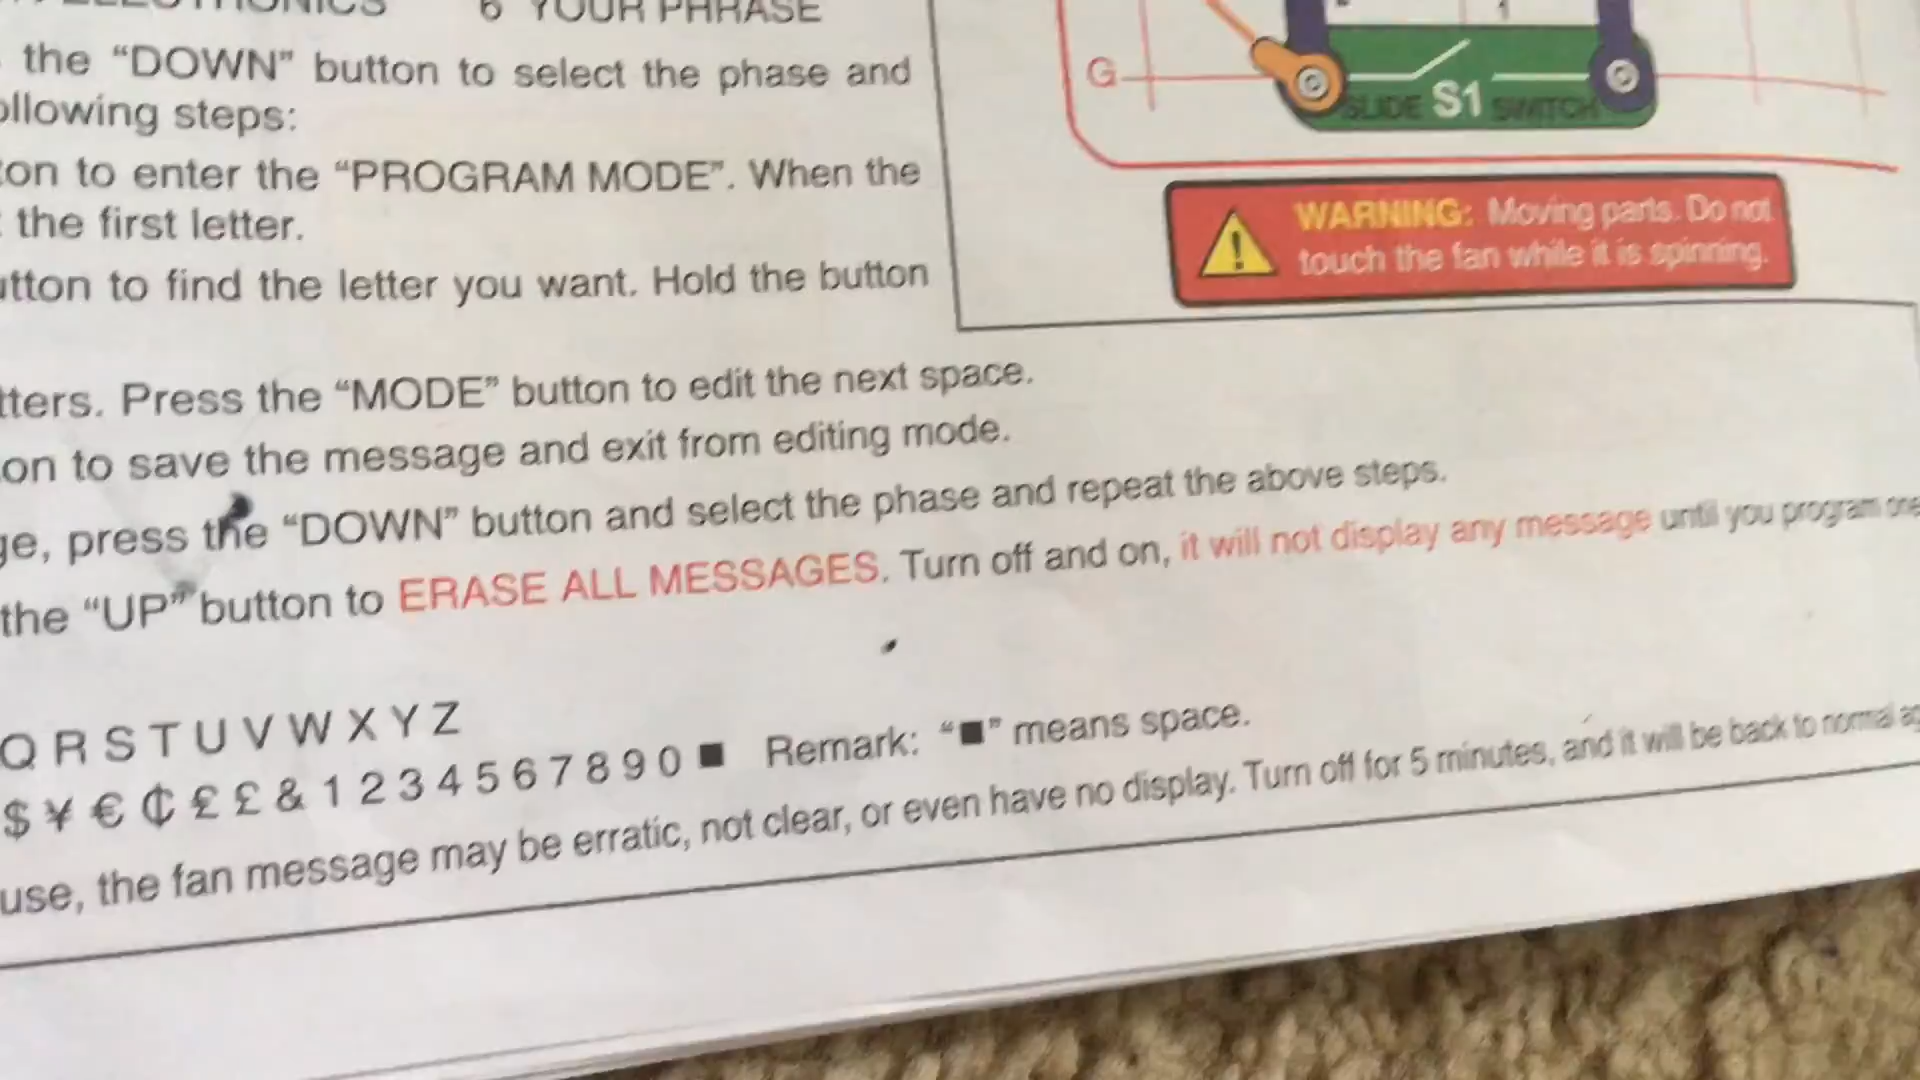 6 YOUR PHRASE
the “DOWN” button to select the phase and
following steps:
to enter the “PROGRAM MODE”. When the
the first letter.
button to find the letter you want. Hold the button
Press the “MODE” button to edit the next space.
to save the message and exit from editing mode.
press the “DOWN” button and select the phase and repeat the above steps.
the “UP” button to ERASE ALL MESSAGES. Turn off and on, it will not display any message until you program one
Q R S T U V W X Y Z
$ ¥ € ₵ £ £ & 1 2 3 4 5 6 7 8 9 0 ■ Remark: “■” means space.
use, the fan message may be erratic, not clear, or even have no display. Turn off for 5 minutes, and it will be back to normal
G
SLIDE S1 SWITCH
WARNING: Moving parts. Do not
touch the fan while it is spinning.